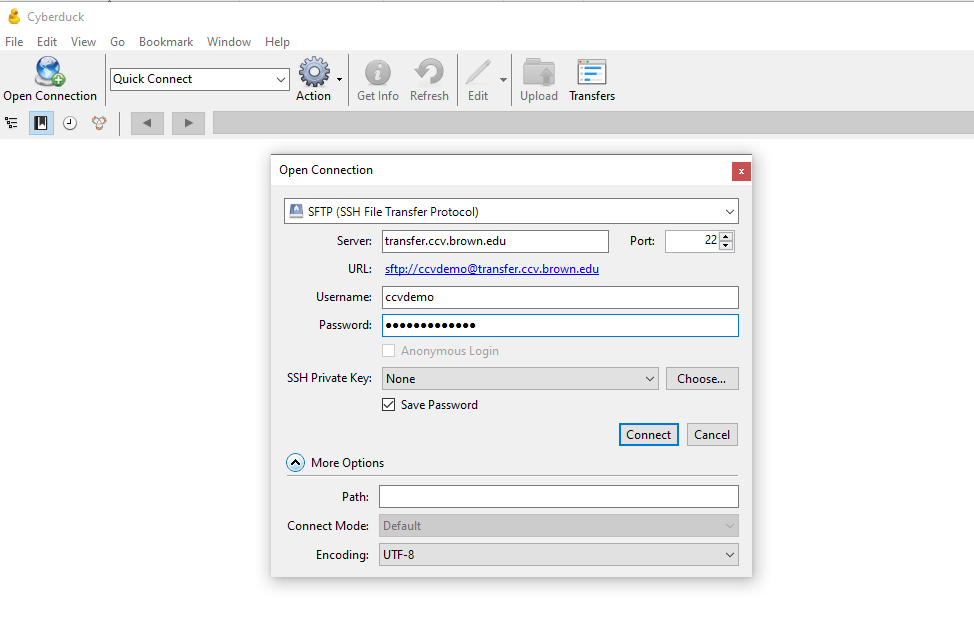 Cyberduck
File Edit View Go Bookmark Window Help
Open Connection Quick Connect Action Get Info Refresh Edit Upload Transfers
Open Connection x
SFTP (SSH File Transfer Protocol)
Server: transfer.ccv.brown.edu Port: 22
URL: sftp://ccvdemo@transfer.ccv.brown.edu
Username: ccvdemo
Password: •••••••••••••
Anonymous Login
SSH Private Key: None Choose...
Save Password
Connect Cancel
More Options
Path:
Connect Mode: Default
Encoding: UTF-8